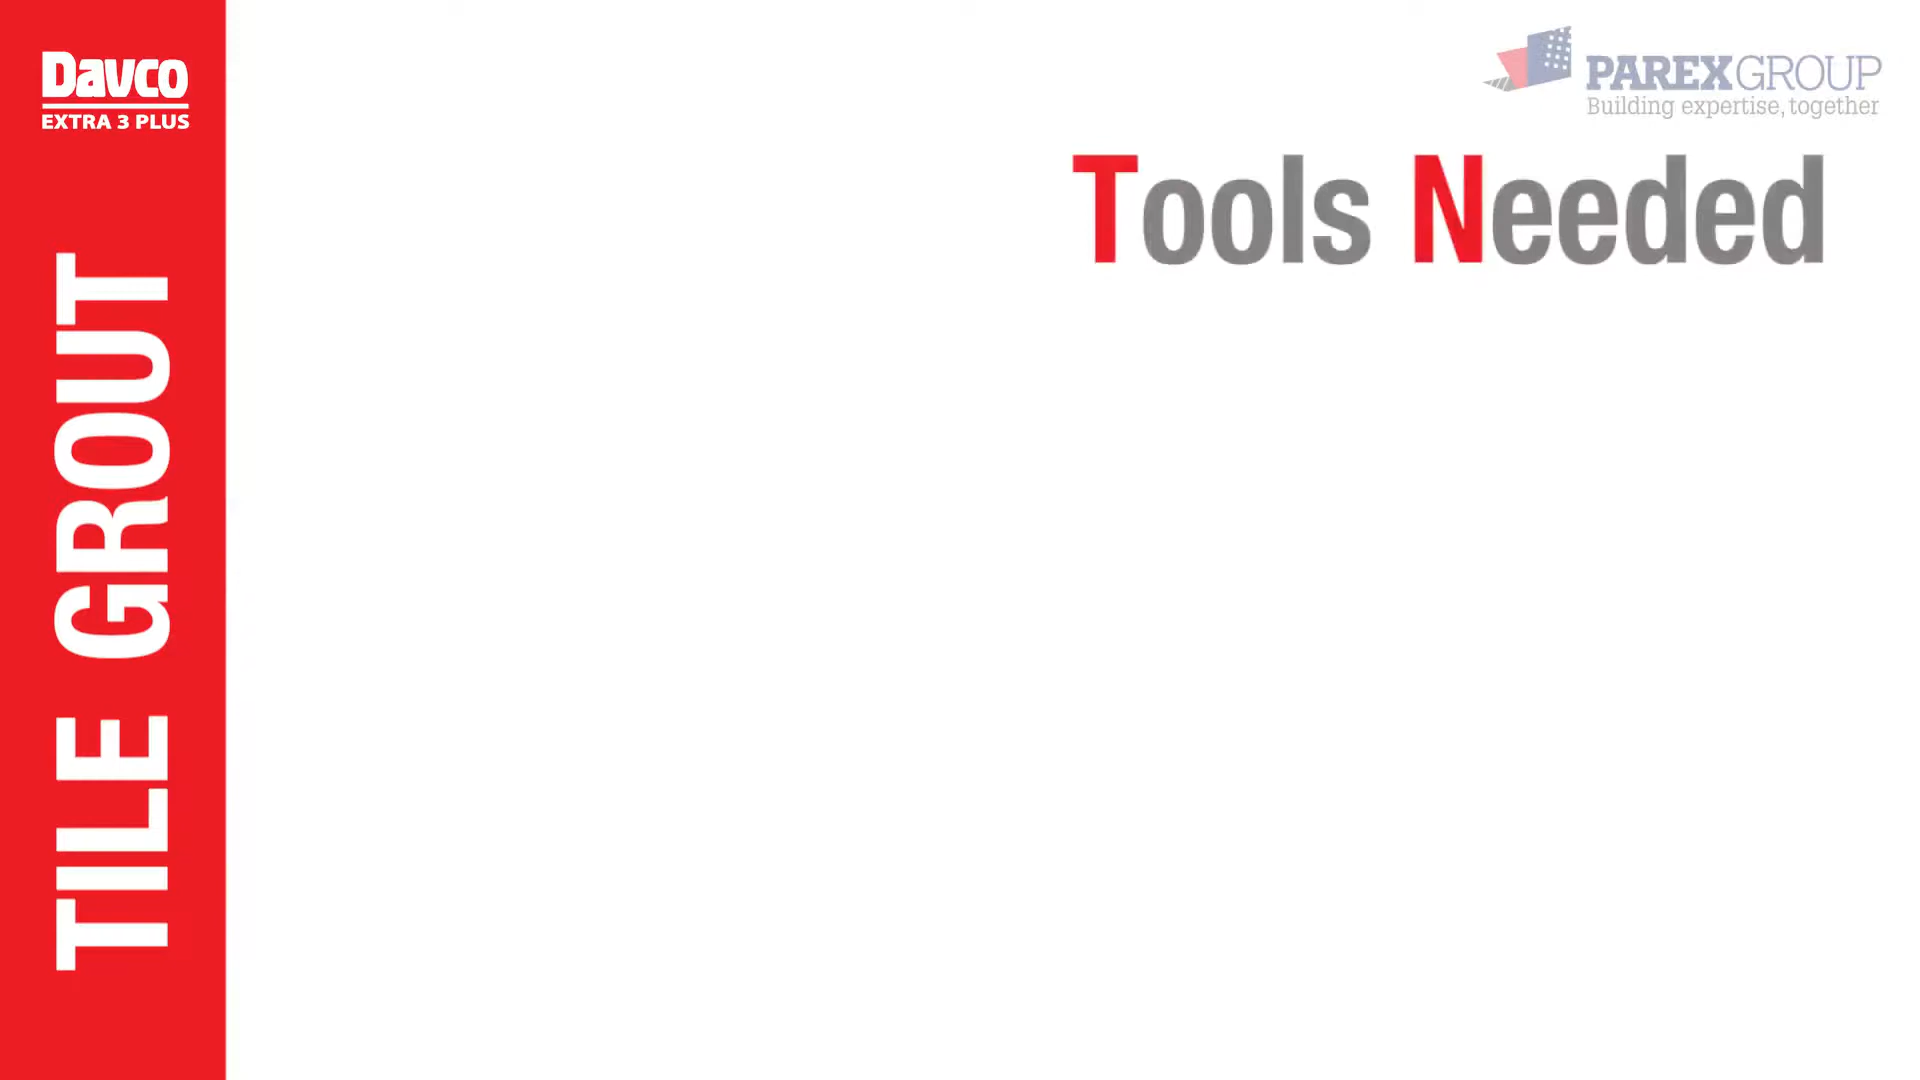 Davco
EXTRA 3 PLUS
TILE GROUT
PAREXGROUP
Building expertise, together
Tools Needed